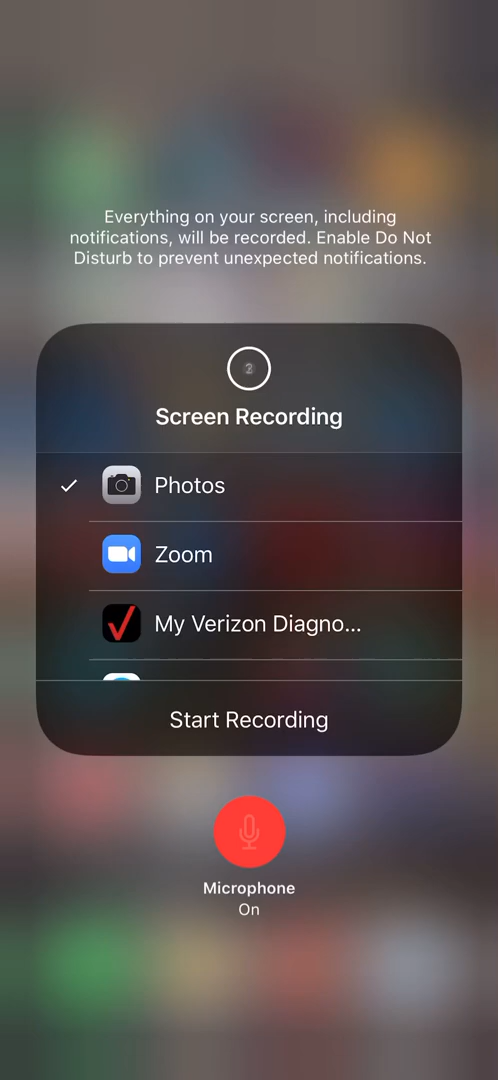 Everything on your screen, including
notifications, will be recorded. Enable Do Not
Disturb to prevent unexpected notifications.
Screen Recording
Photos
Zoom
My Verizon Diagno...
Start Recording
Microphone
On